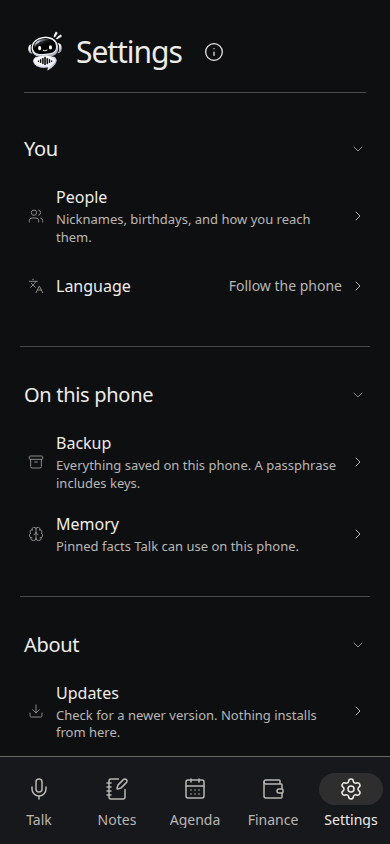 Settings
You
People
Nicknames, birthdays, and how you reach
them.
Language
Follow the phone
On this phone
Backup
Everything saved on this phone. A passphrase
includes keys.
Memory
Pinned facts Talk can use on this phone.
About
Updates
Check for a newer version. Nothing installs
from here.
Talk
Notes
Agenda
Finance
Settings